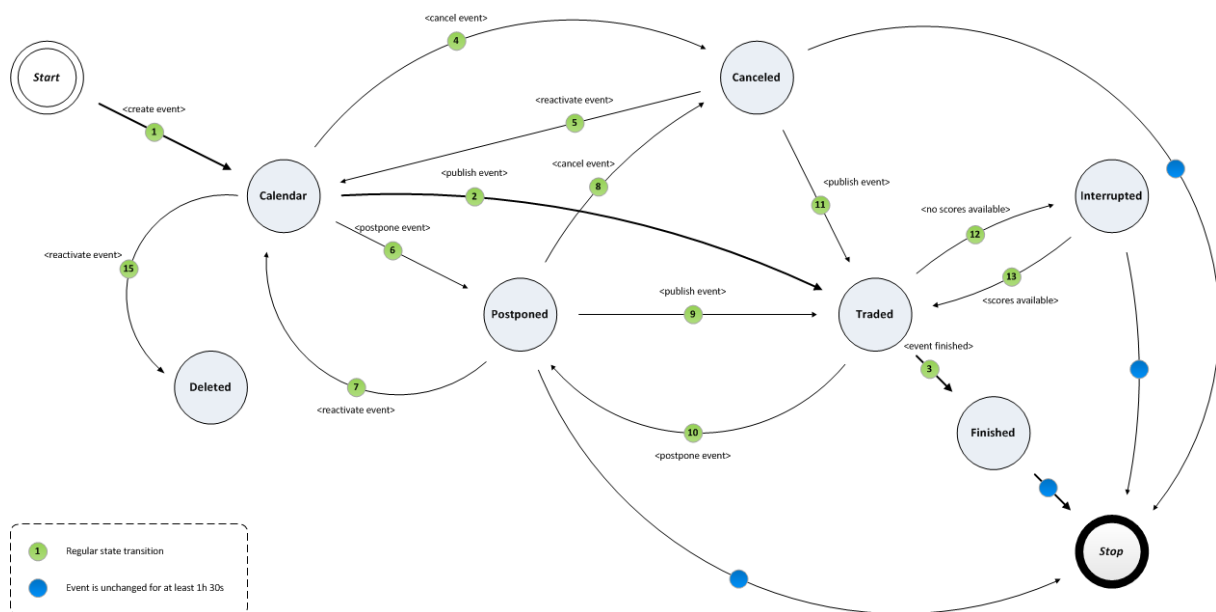 <cancel event>
4
Start
Canceled
<create event>
1
<reactivate event>
5
<cancel event>
8
<publish event>
2
Calendar
<publish event>
11
<no scores available>
12
Interrupted
<postpone event>
6
<reactivate event>
15
13
<scores available>
<publish event>
9
Postponed
Traded
<event finished>
3
Deleted
7
<reactivate event>
10
<postpone event>
Finished
Stop
1 Regular state transition
Event is unchanged for at least 1h 30s